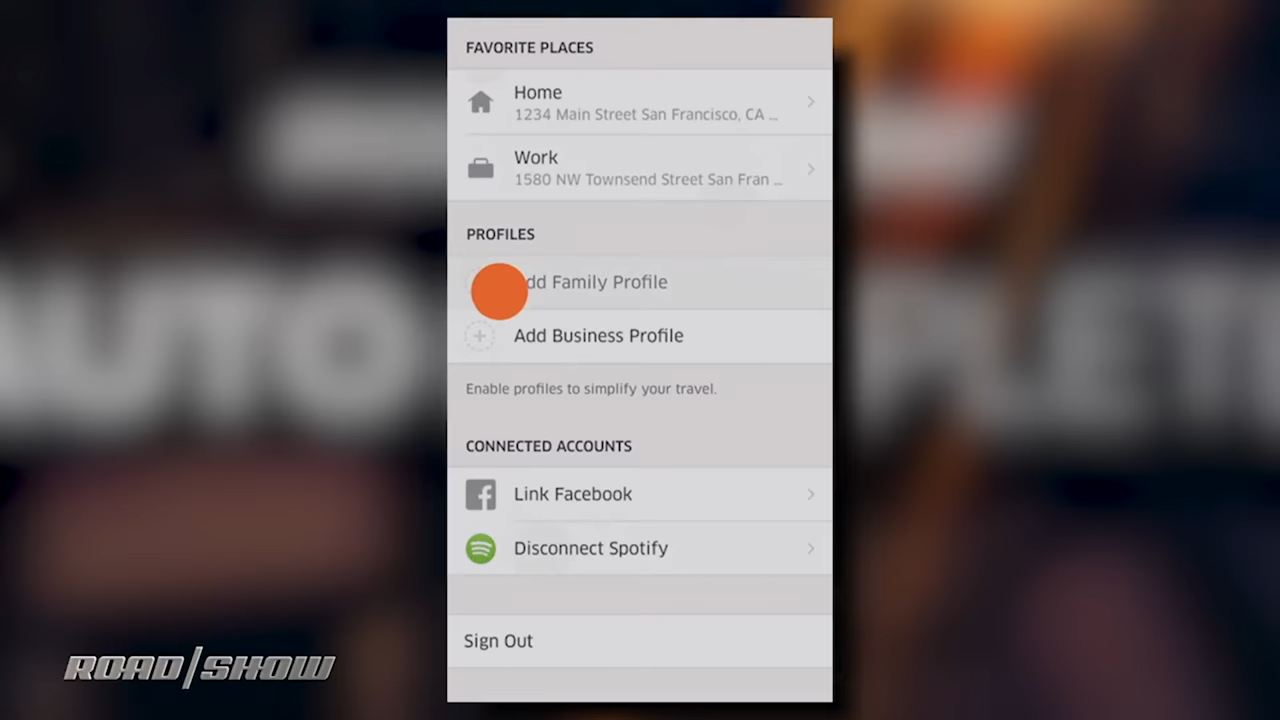 FAVORITE PLACES
Home
1234 Main Street San Francisco, CA ...
Work
1580 NW Townsend Street San Fran ...
PROFILES
dd Family Profile
Add Business Profile
Enable profiles to simplify your travel.
CONNECTED ACCOUNTS
Link Facebook
Disconnect Spotify
Sign Out
ROAD/SHOW
AUTO